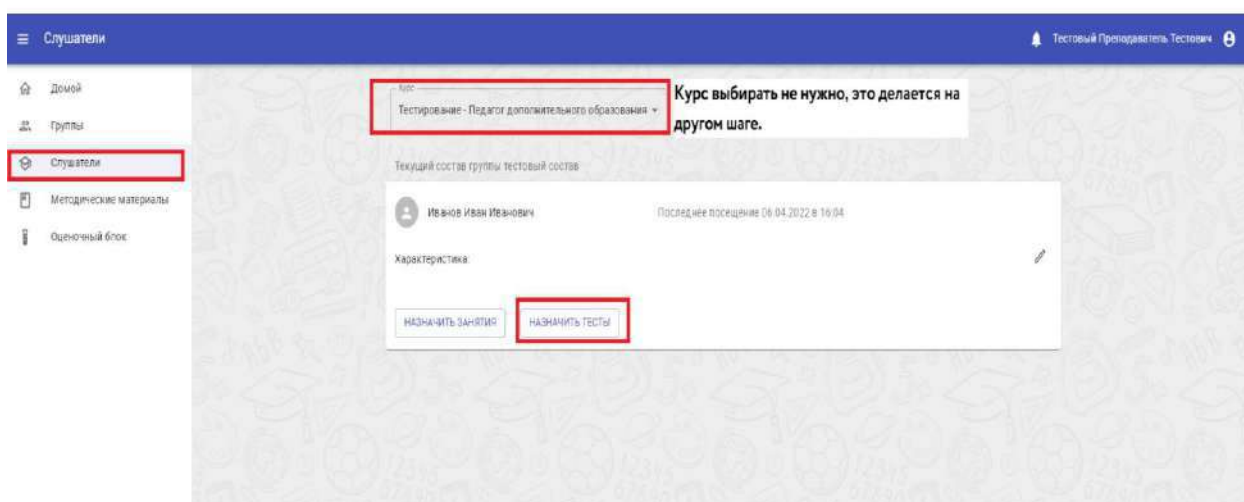 Слушатели
Тестовый Преподаватель Тестович
Домой
Группы
Слушатели
Методические материалы
Оценочный блок
Курс
Тестирование - Педагог дополнительного образования
Курс выбирать не нужно, это делается на
другом шаге.
Текущий состав группы тестовый состав
Иванов Иван Иванович
Последнее посещение 06.04.2022 в 16:04
Характеристика:
НАЗНАЧИТЬ ЗАНЯТИЯ
НАЗНАЧИТЬ ТЕСТЫ